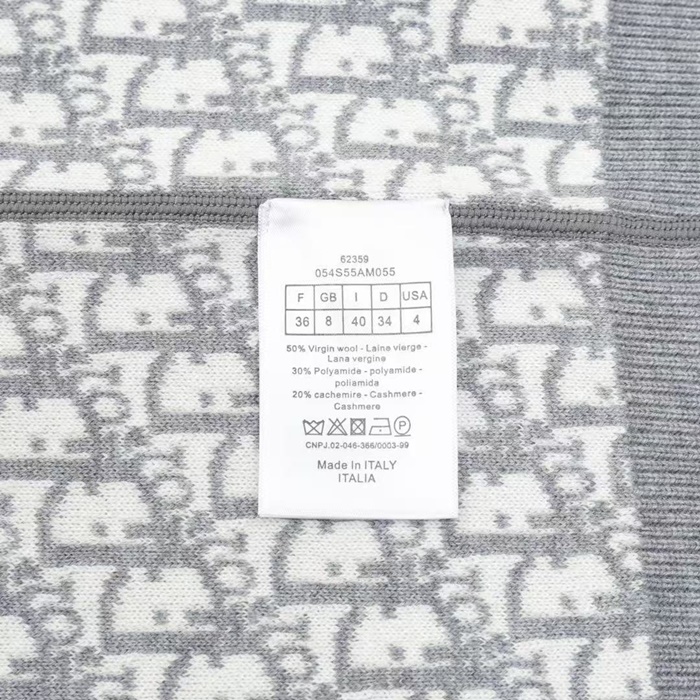 62359
054S55AM055
F GB I D USA
36 8 40 34 4
50% Virgin wool - Laine vierge -
Lana vergine
30% Polyamide - polyamide -
poliamida
20% cachemire - Cashmere -
Cashmere
CNPJ.02-046-366/0003-99
Made In ITALY
ITALIA